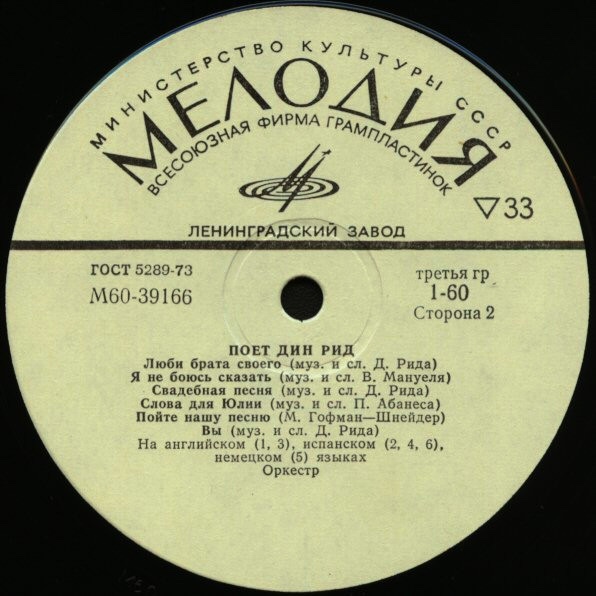 МИНИСТЕРСТВО КУЛЬТУРЫ СССР
МЕЛОДИЯ
ВСЕСОЮЗНАЯ ФИРМА ГРАМПЛАСТИНОК
▽33
ЛЕНИНГРАДСКИЙ ЗАВОД
ГОСТ 5289-73
М60-39166
третья гр
1-60
Сторона 2
ПОЕТ ДИН РИД
Люби брата своего (муз. и сл. Д. Рида)
Я не боюсь сказать (муз. и сл. В. Мануеля)
Свадебная песня (муз. и сл. Д. Рида)
Слова для Юлии (муз. и сл. П. Абанеса)
Пойте нашу песню (М. Гофман—Шнейдер)
Вы (муз. и сл. Д. Рида)
На английском (1, 3), испанском (2, 4, 6),
немецком (5) языках
Оркестр